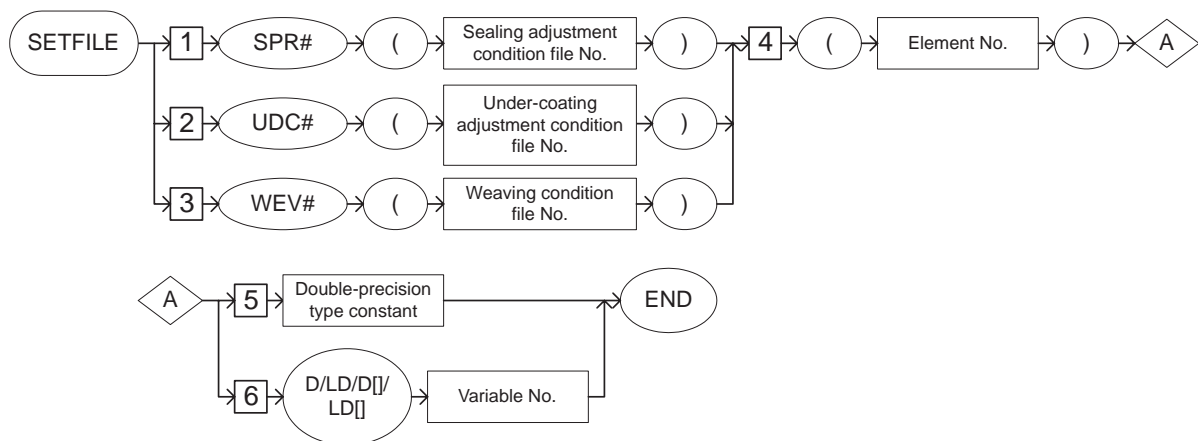 SETFILE
1
SPR#
(
Sealing adjustment
condition file No.
)
4
(
Element No.
)
A
2
UDC#
(
Under-coating
adjustment condition
file No.
)
3
WEV#
(
Weaving condition
file No.
)
A
5
Double-precision
type constant
END
6
D/LD/D[]/
LD[]
Variable No.